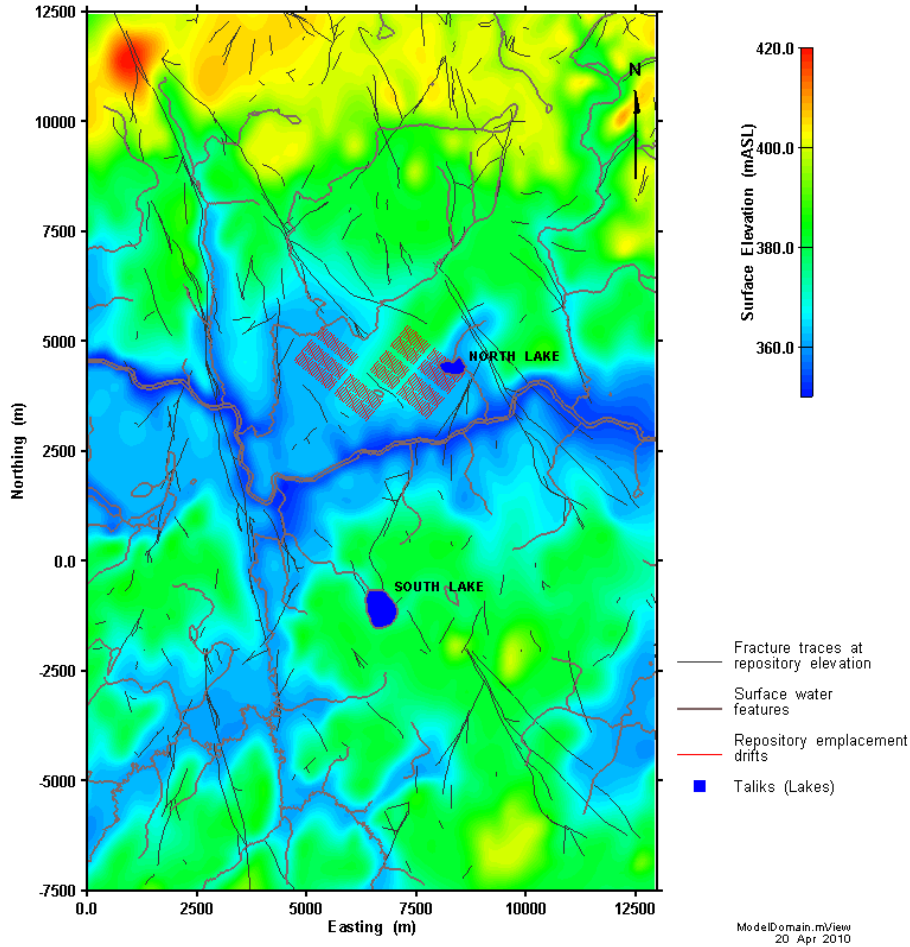 12500
10000
7500
5000
2500
0.0
-2500
-5000
-7500
Northing (m)
0.0
2500
5000
7500
10000
12500
Easting (m)
N
NORTH LAKE
SOUTH LAKE
420.0
400.0
380.0
360.0
Surface Elevation (mASL)
Fracture traces at
repository elevation
Surface water
features
Repository emplacement
drifts
Taliks (Lakes)
ModelDomain.mView
20 Apr 2010